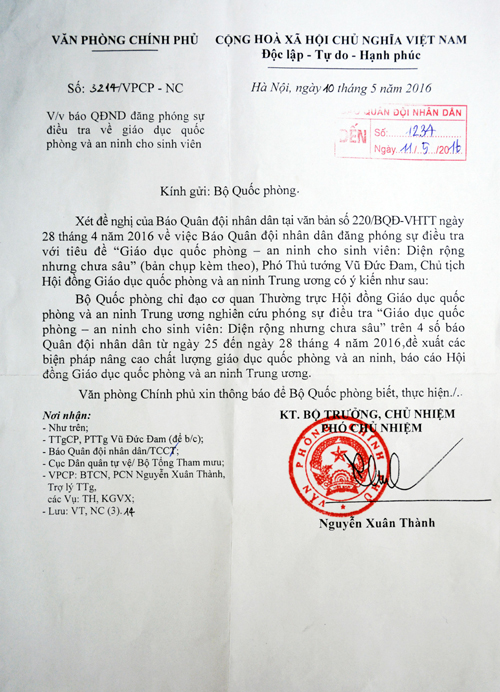 VĂN PHÒNG CHÍNH PHỦ
CỘNG HOÀ XÃ HỘI CHỦ NGHĨA VIỆT NAM
Độc lập - Tự do - Hạnh phúc
Số: 3214/VPCP - NC
Hà Nội, ngày 10 tháng 5 năm 2016
V/v báo QĐND đăng phóng sự
điều tra về giáo dục quốc
phòng và an ninh cho sinh viên
BÁO QUÂN ĐỘI NHÂN DÂN
ĐẾN
Số: 1234
Ngày 11/5/2016
Kính gửi: Bộ Quốc phòng.
Xét đề nghị của Báo Quân đội nhân dân tại văn bản số 220/BQĐ-VHTT ngày
28 tháng 4 năm 2016 về việc Báo Quân đội nhân dân đăng phóng sự điều tra
với tiêu đề “Giáo dục quốc phòng – an ninh cho sinh viên: Diện rộng
nhưng chưa sâu” (bản chụp kèm theo), Phó Thủ tướng Vũ Đức Đam, Chủ tịch
Hội đồng Giáo dục quốc phòng và an ninh Trung ương có ý kiến như sau:
Bộ Quốc phòng chỉ đạo cơ quan Thường trực Hội đồng Giáo dục quốc
phòng và an ninh Trung ương nghiên cứu phóng sự điều tra “Giáo dục quốc
phòng – an ninh cho sinh viên: Diện rộng nhưng chưa sâu” trên 4 số báo
Quân đội nhân dân từ ngày 25 đến ngày 28 tháng 4 năm 2016,đề xuất các
biện pháp nâng cao chất lượng giáo dục quốc phòng và an ninh, báo cáo Hội
đồng Giáo dục quốc phòng và an ninh Trung ương.
Văn phòng Chính phủ xin thông báo để Bộ Quốc phòng biết, thực hiện./.
Nơi nhận:
- Như trên;
- TTgCP, PTTg Vũ Đức Đam (để b/c);
- Báo Quân đội nhân dân/TCCT;
- Cục Dân quân tự vệ/ Bộ Tổng Tham mưu;
- VPCP: BTCN, PCN Nguyễn Xuân Thành,
Trợ lý TTg,
các Vụ: TH, KGVX;
- Lưu: VT, NC (3).14
KT. BỘ TRƯỞNG, CHỦ NHIỆM
PHÓ CHỦ NHIỆM
VĂN PHÒNG CHÍNH PHỦ
Nguyễn Xuân Thành